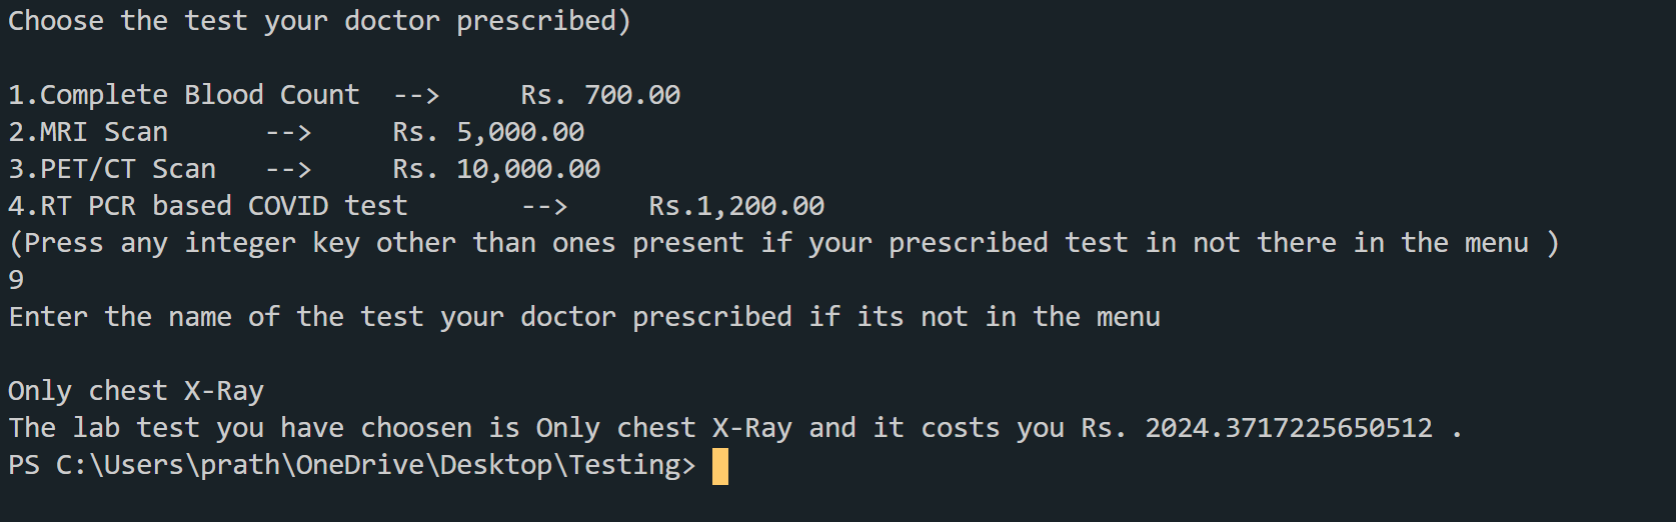 Choose the test your doctor prescribed)
1.Complete Blood Count  -->     Rs. 700.00
2.MRI Scan      -->     Rs. 5,000.00
3.PET/CT Scan   -->     Rs. 10,000.00
4.RT PCR based COVID test       -->     Rs.1,200.00
(Press any integer key other than ones present if your prescribed test in not there in the menu )
9
Enter the name of the test your doctor prescribed if its not in the menu
Only chest X-Ray
The lab test you have choosen is Only chest X-Ray and it costs you Rs. 2024.3717225650512 .
PS C:\Users\prath\OneDrive\Desktop\Testing>